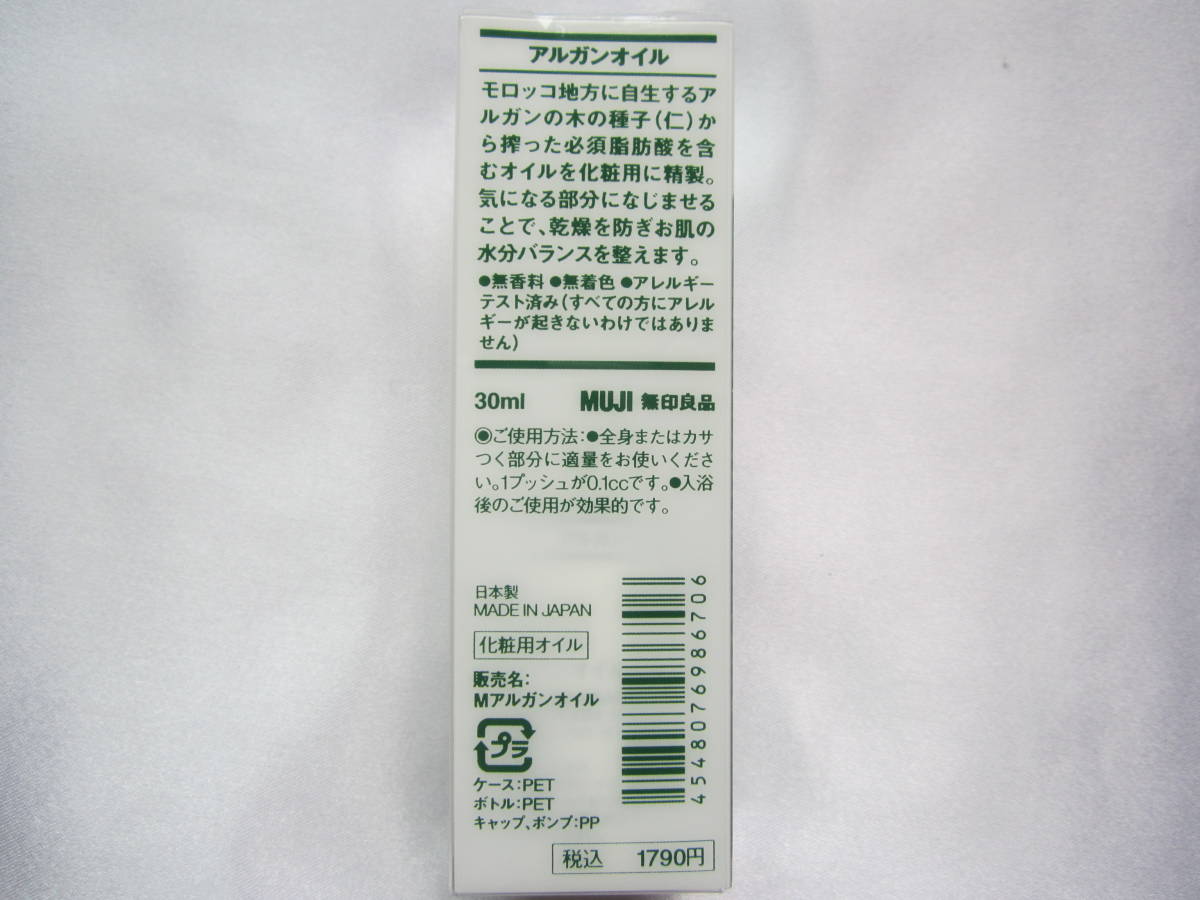 アルガンオイル
モロッコ地方に自生するア
ルガンの木の種子(仁)か
ら搾った必須脂肪酸を含
むオイルを化粧用に精製。
気になる部分になじませる
ことで、乾燥を防ぎお肌の
水分バランスを整えます。
●無香料 ●無着色 ●アレルギー
テスト済み(すべての方にアレル
ギーが起きないわけではありま
せん)
30ml MUJI 無印良品
◉ご使用方法:●全身またはカサ
つく部分に適量をお使いくださ
い。1プッシュが0.1ccです。●入浴
後のご使用が効果的です。
日本製
MADE IN JAPAN
化粧用オイル
販売名:
Mアルガンオイル
プラ
ケース:PET
ボトル:PET
キャップ、ポンプ:PP
4548076986706
税込 1790円